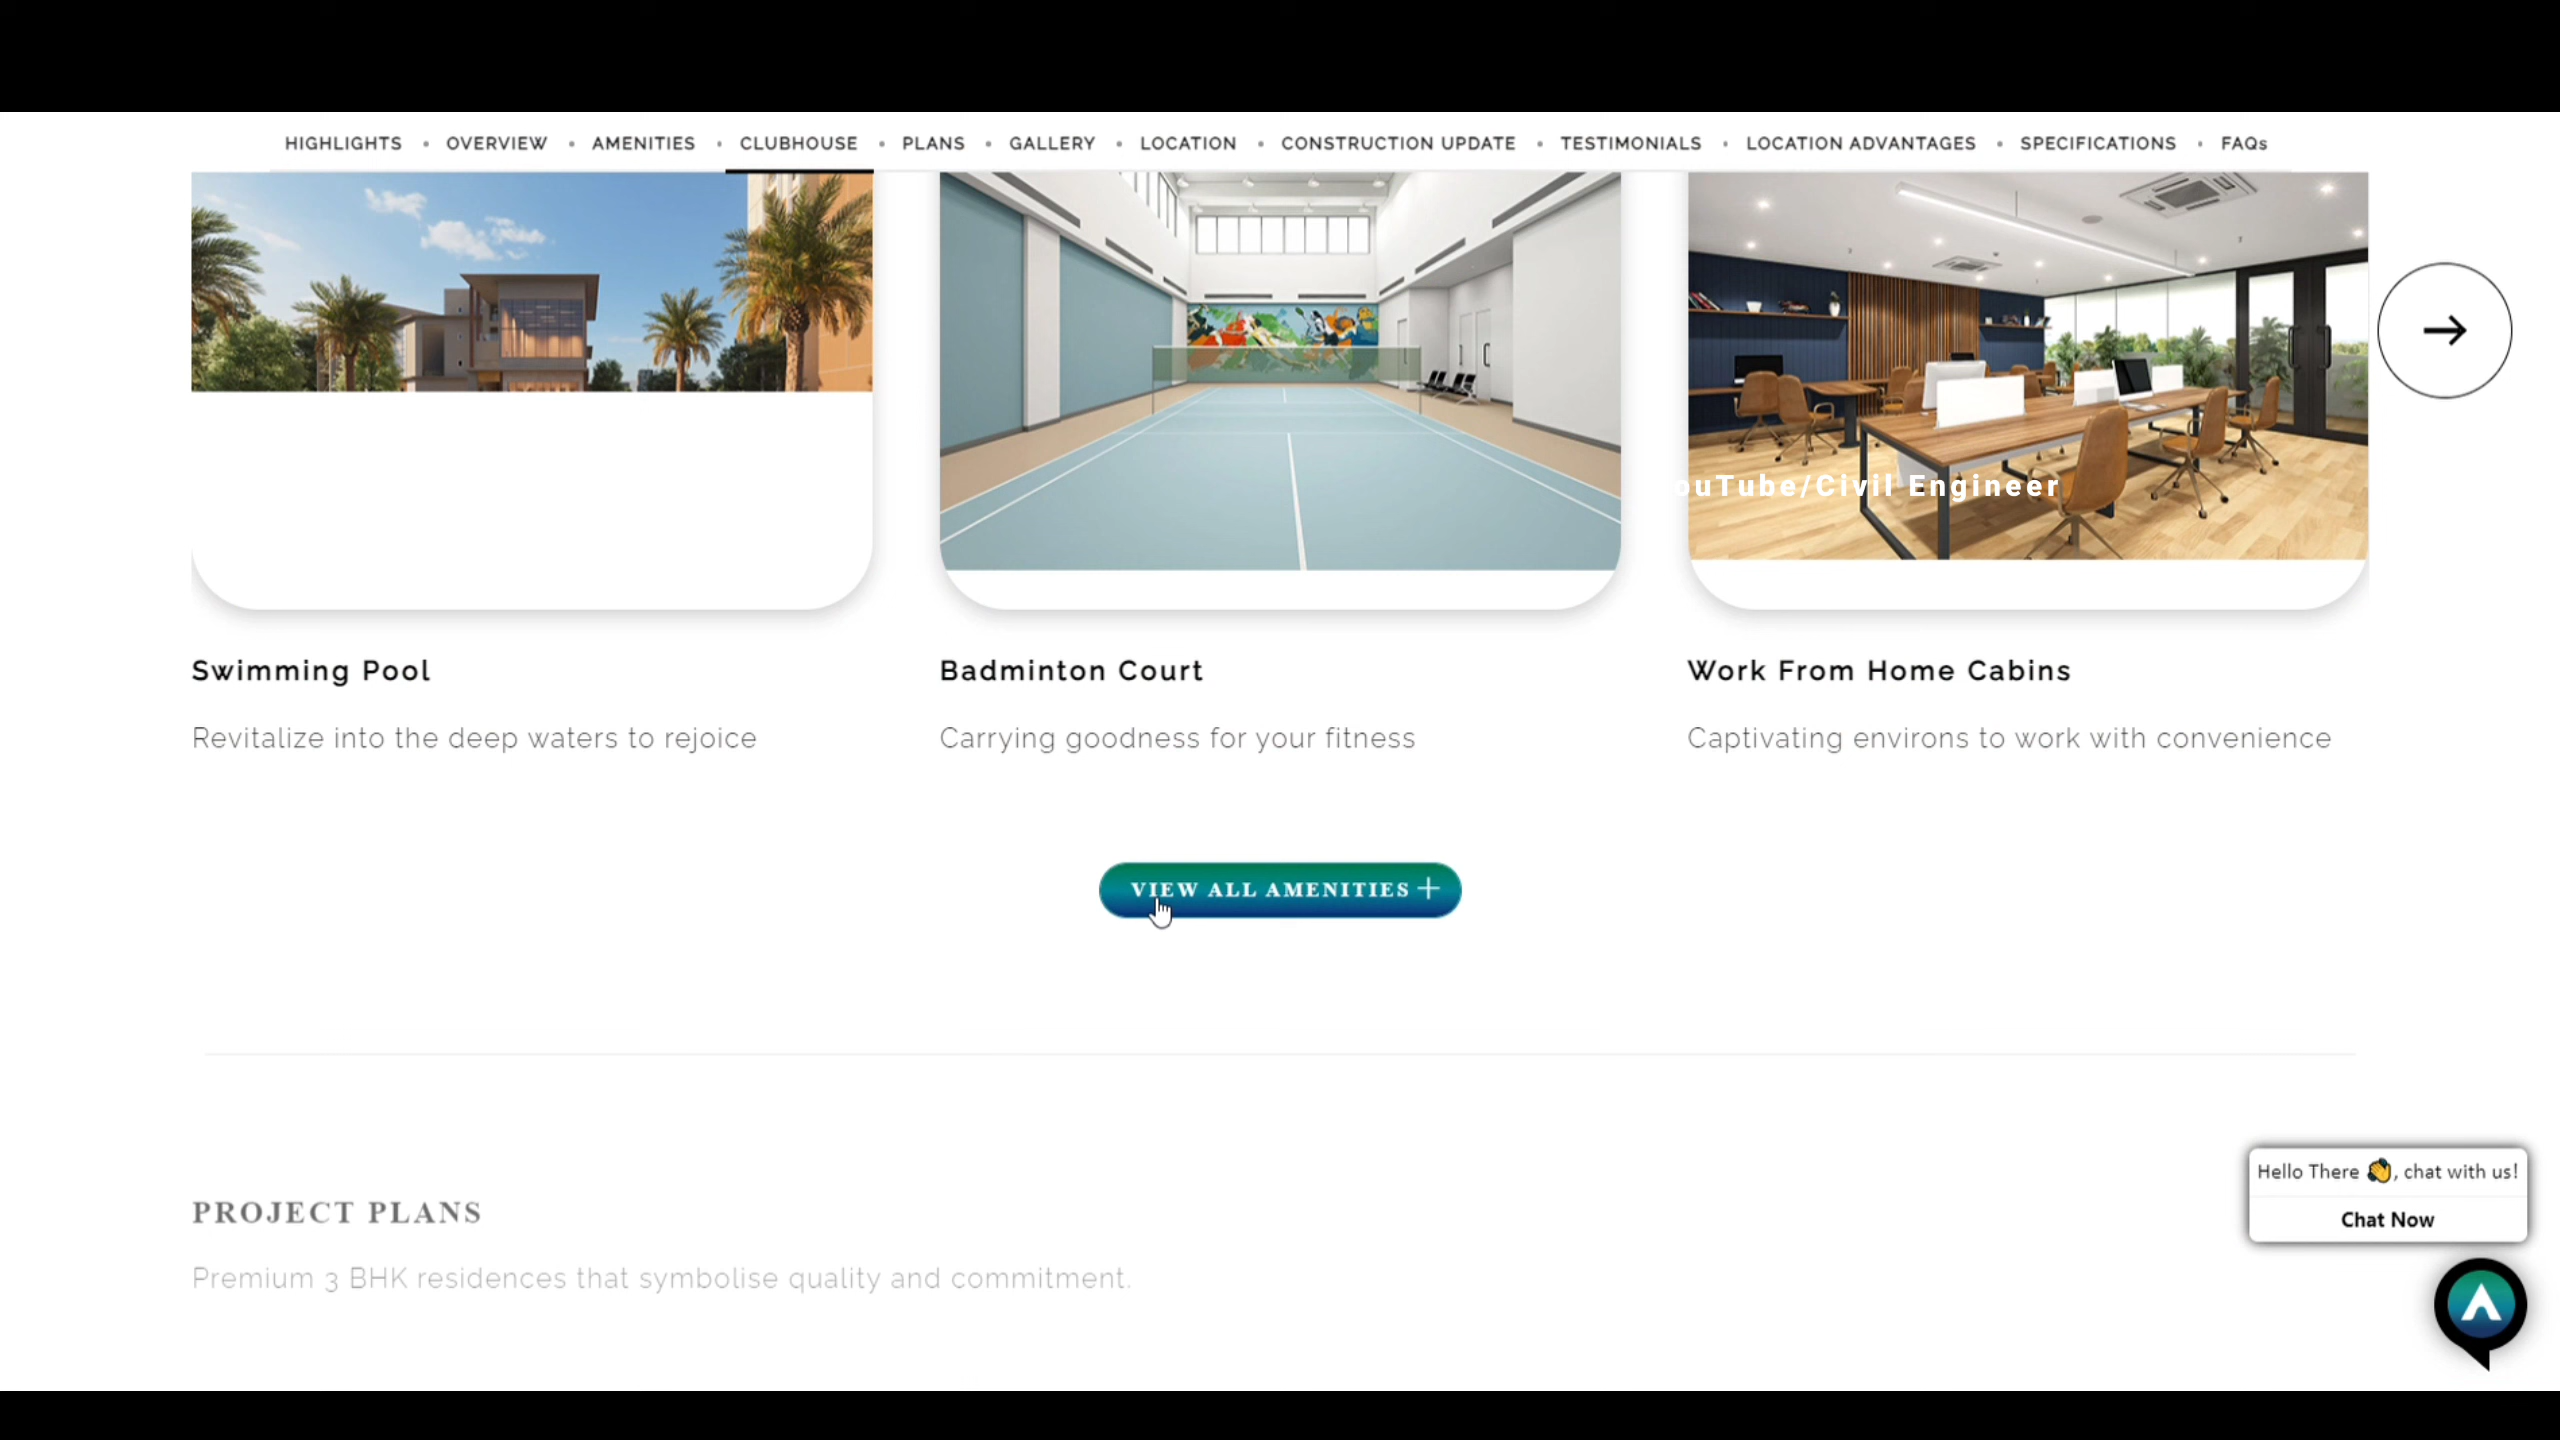 HIGHLIGHTS • OVERVIEW • AMENITIES • CLUBHOUSE • PLANS • GALLERY • LOCATION • CONSTRUCTION UPDATE • TESTIMONIALS • LOCATION ADVANTAGES • SPECIFICATIONS • FAQs
ouTube/Civil Engineer
Swimming Pool
Revitalize into the deep waters to rejoice
Badminton Court
Carrying goodness for your fitness
Work From Home Cabins
Captivating environs to work with convenience
VIEW ALL AMENITIES +
PROJECT PLANS
Premium 3 BHK residences that symbolise quality and commitment.
Hello There 👋, chat with us!
Chat Now